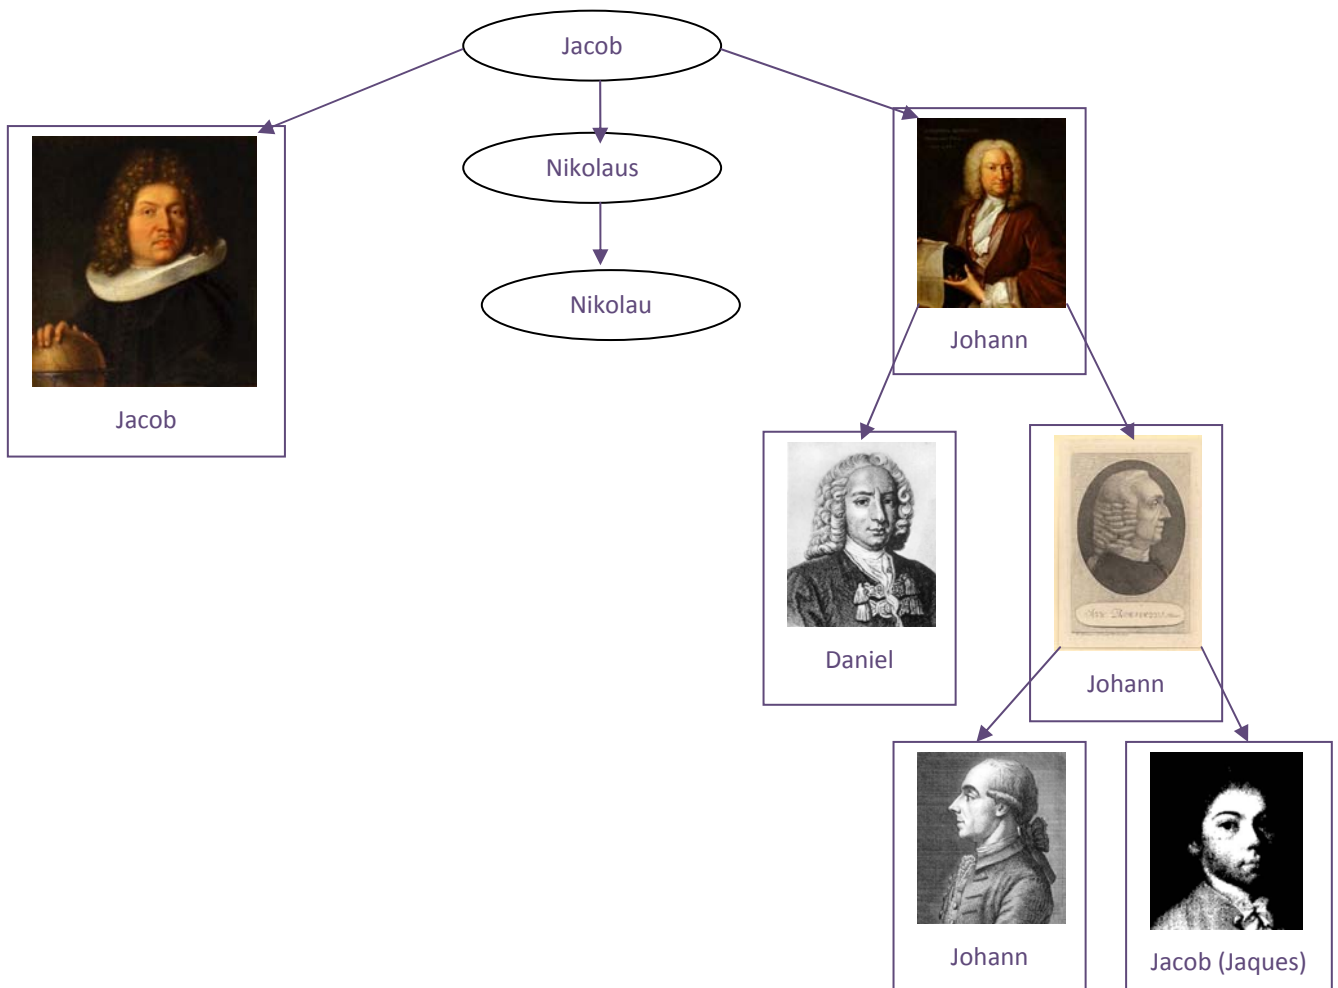 Jacob
Nikolaus
Nikolau
Jacob
Johann
Daniel
Johann
Johann
Jacob (Jaques)